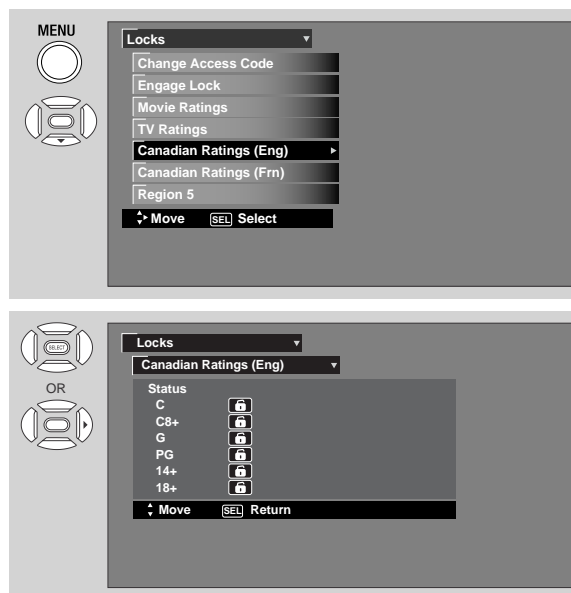 MENU
Locks
Change Access Code
Engage Lock
Movie Ratings
TV Ratings
Canadian Ratings (Eng)
Canadian Ratings (Frn)
Region 5
Move SEL Select
SELECT
OR
Locks
Canadian Ratings (Eng)
Status
C
C8+
G
PG
14+
18+
Move SEL Return